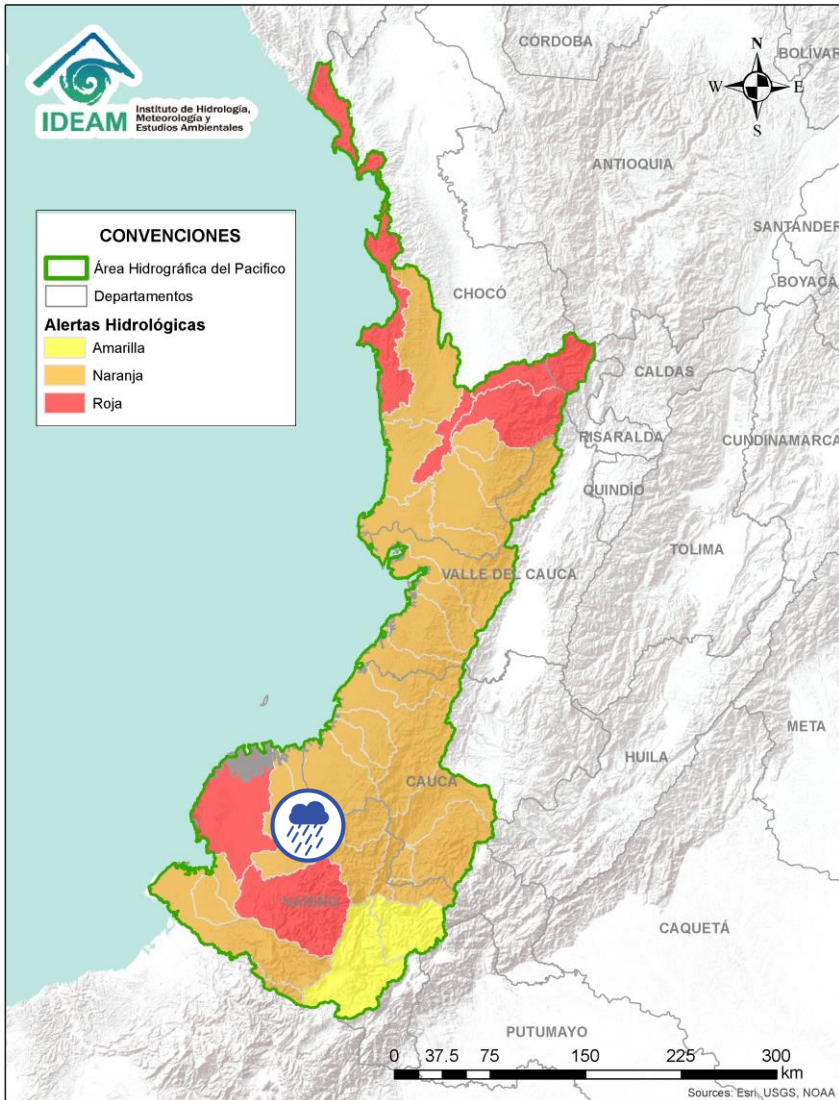 IDEAM
Instituto de Hidrología,
Meteorología y
Estudios Ambientales
CÓRDOBA
BOLÍVAR
N
W
E
S
ANTIOQUIA
SANTANDER
BOYACÁ
CONVENCIONES
Área Hidrográfica del Pacifico
Departamentos
Alertas Hidrológicas
Amarilla
Naranja
Roja
CHOCÓ
CALDAS
RISARALDA
CUNDINAMARCA
QUINDÍO
TOLIMA
VALLE DEL CAUCA
META
HUILA
CAUCA
NARIÑO
CAQUETÁ
PUTUMAYO
0 37.5 75 150 225 300
km
Sources: Esri, USGS, NOAA